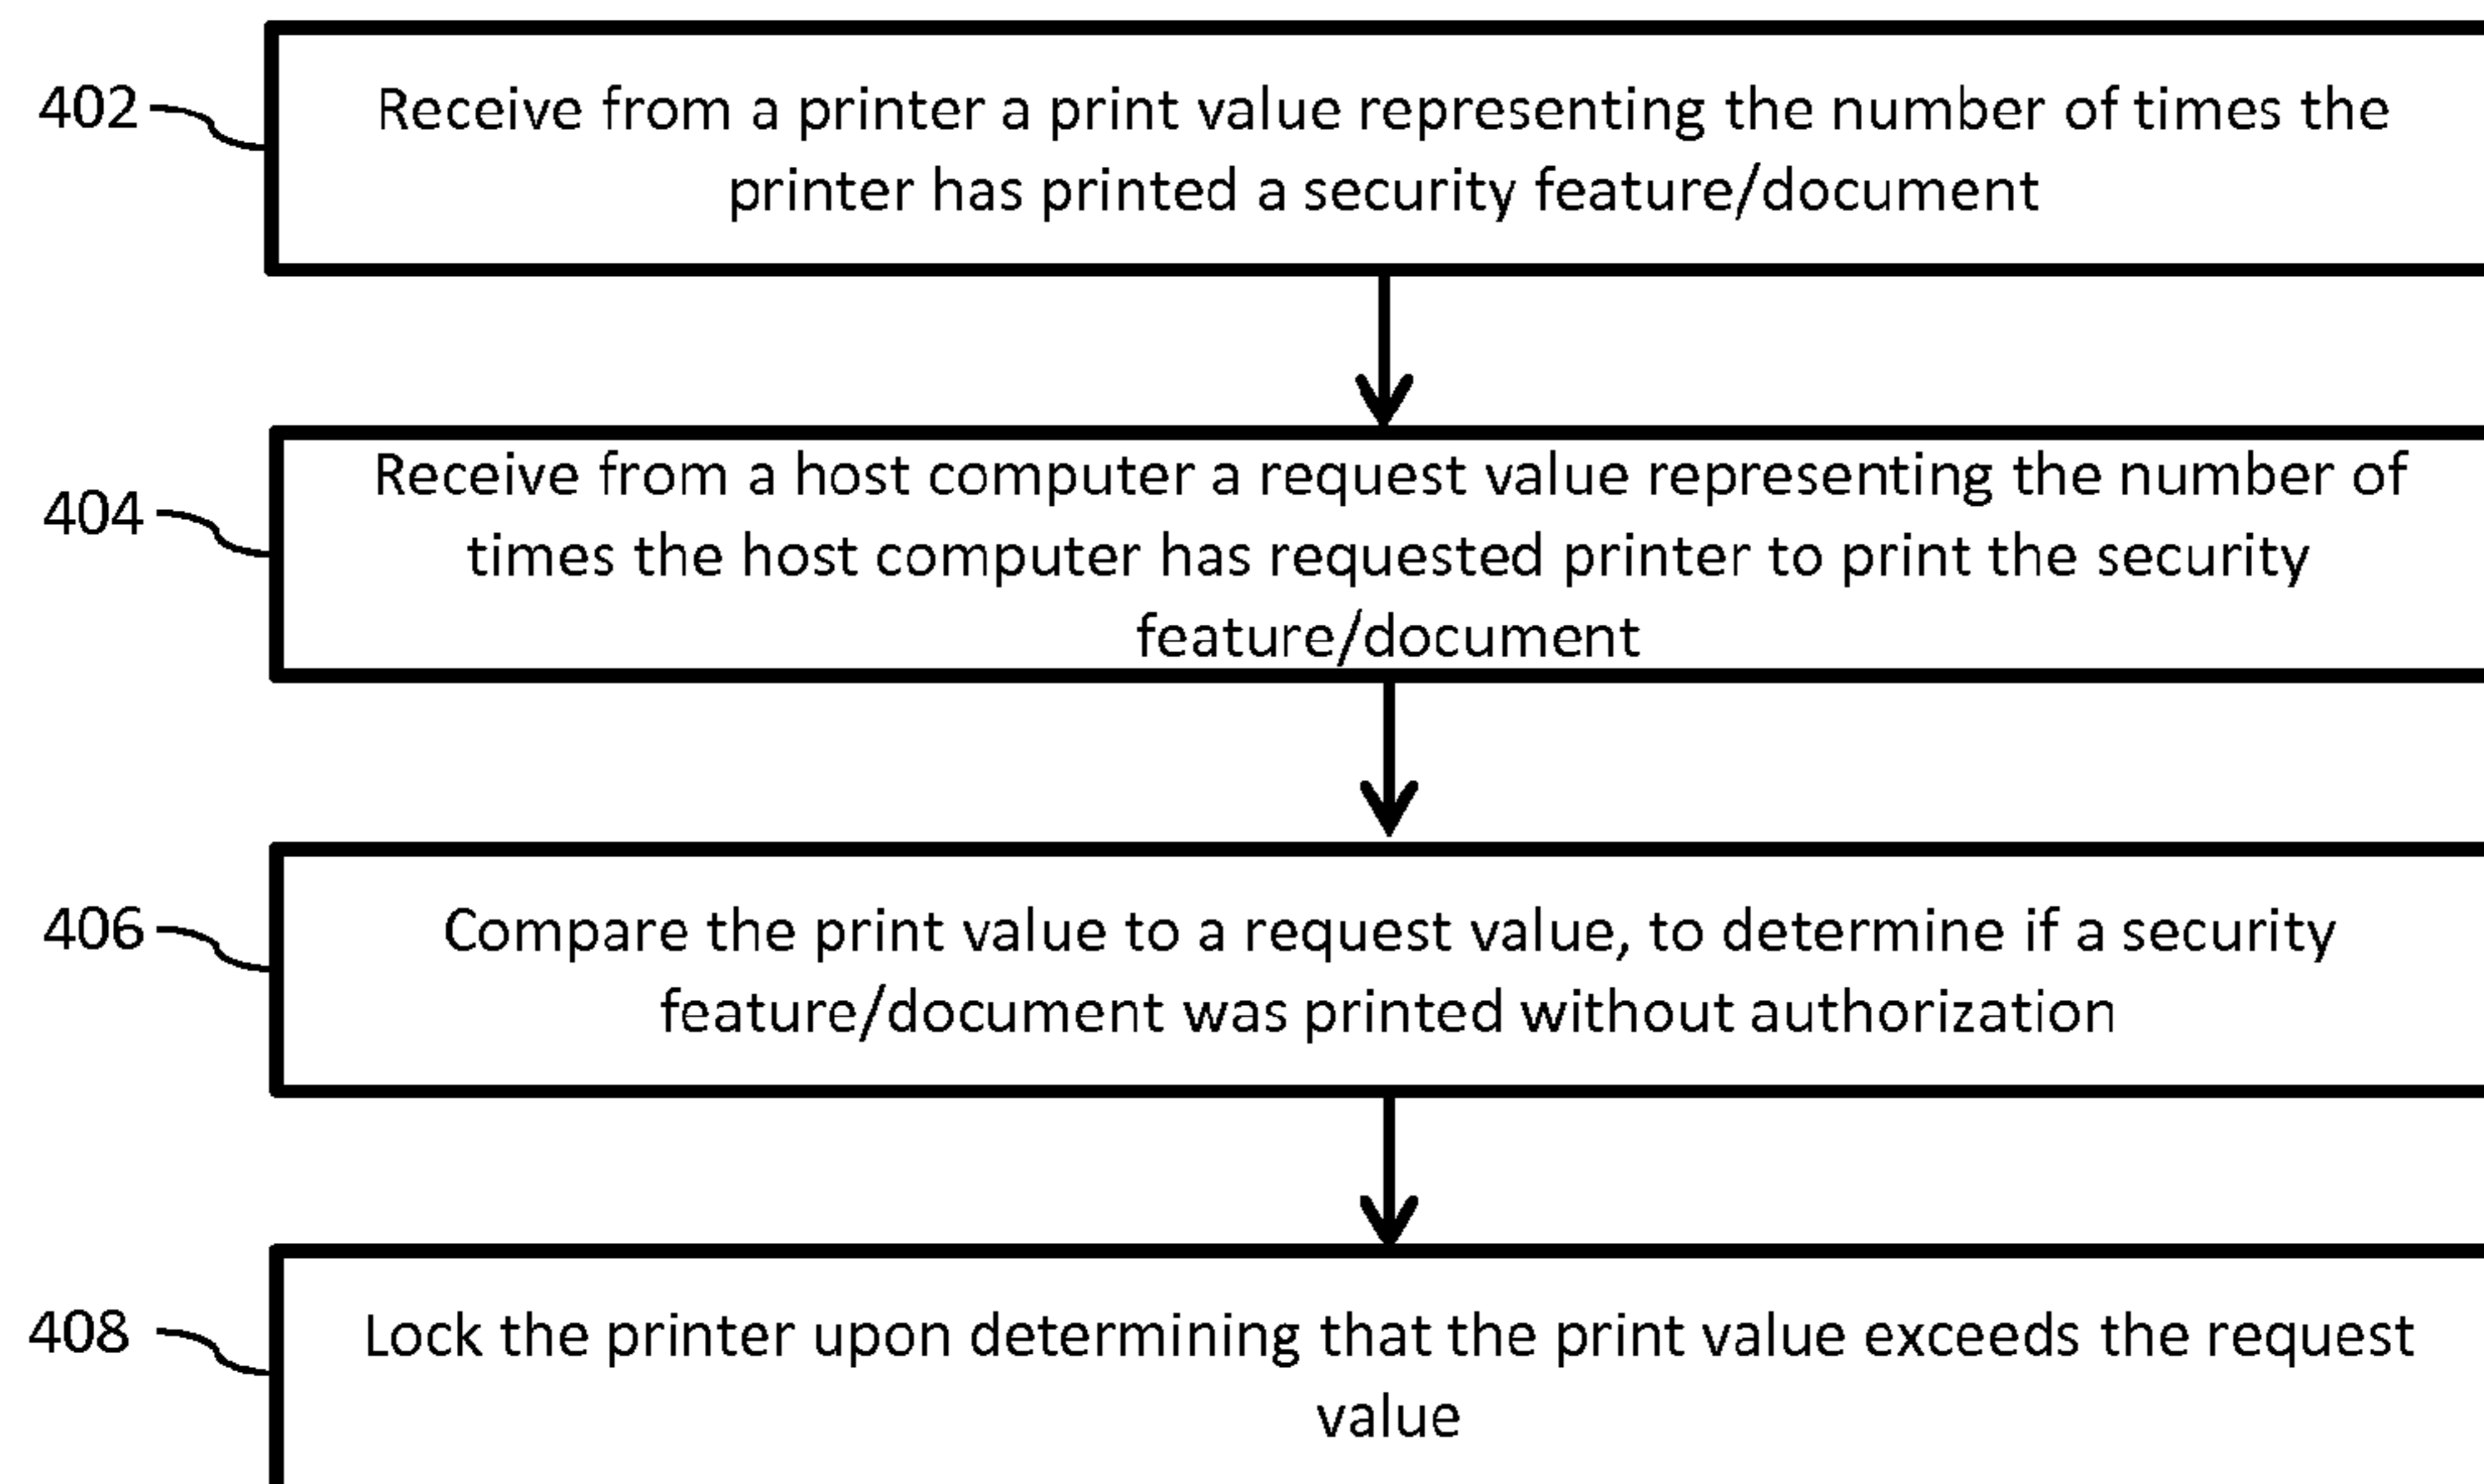 402
Receive from a printer a print value representing the number of times the
printer has printed a security feature/document
404
Receive from a host computer a request value representing the number of
times the host computer has requested printer to print the security
feature/document
406
Compare the print value to a request value, to determine if a security
feature/document was printed without authorization
408
Lock the printer upon determining that the print value exceeds the request
value